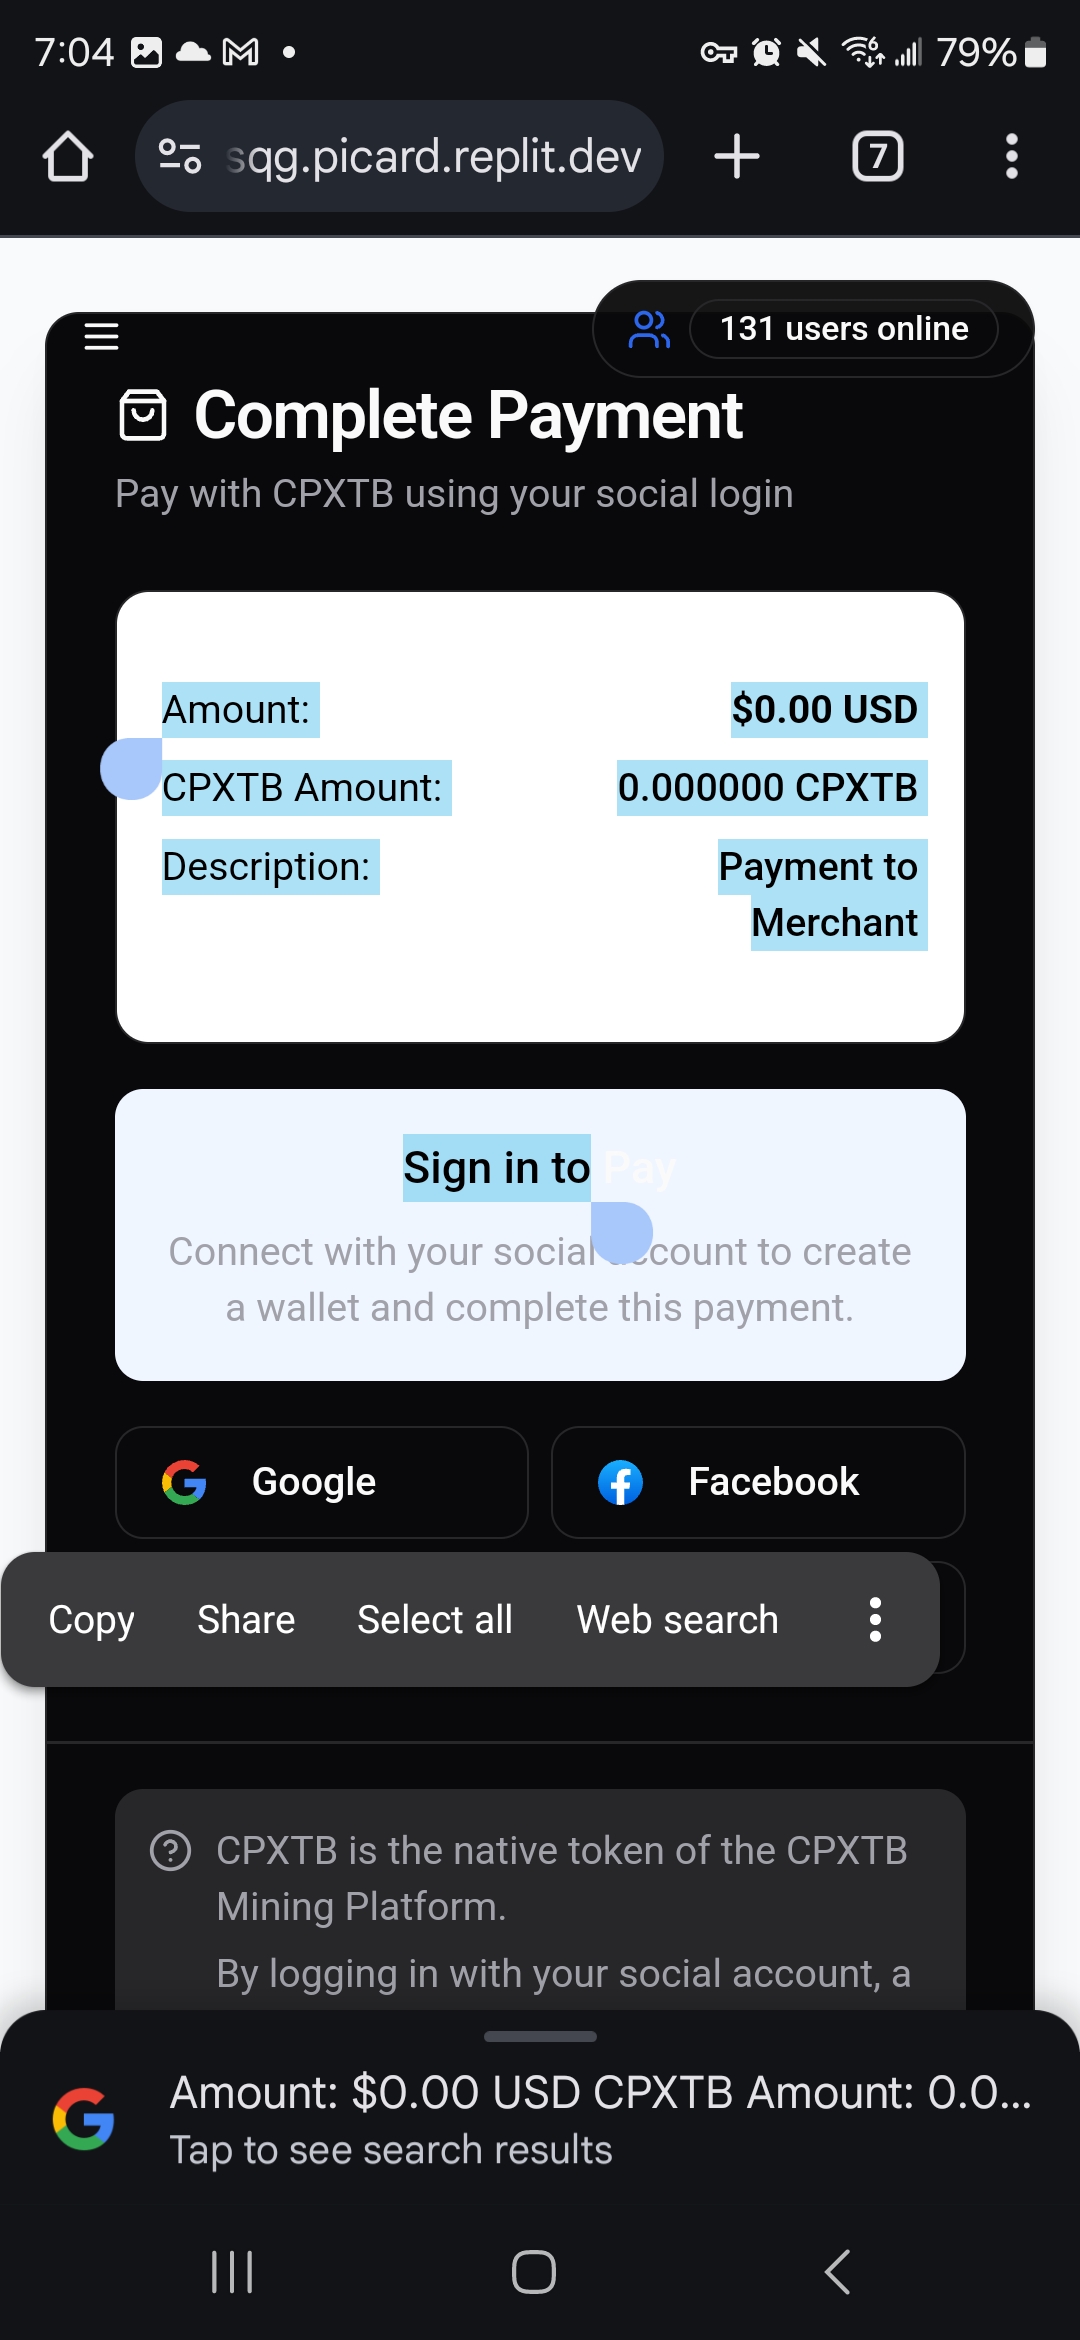 7:04
79%
sqg.picard.replit.dev
7
131 users online
Complete Payment
Pay with CPXTB using your social login
Amount: $0.00 USD
CPXTB Amount: 0.000000 CPXTB
Description: Payment to
Merchant
Sign in to Pay
Connect with your social account to create
a wallet and complete this payment.
Google Facebook
Copy Share Select all Web search
CPXTB is the native token of the CPXTB
Mining Platform.
By logging in with your social account, a
Amount: $0.00 USD CPXTB Amount: 0.0...
Tap to see search results